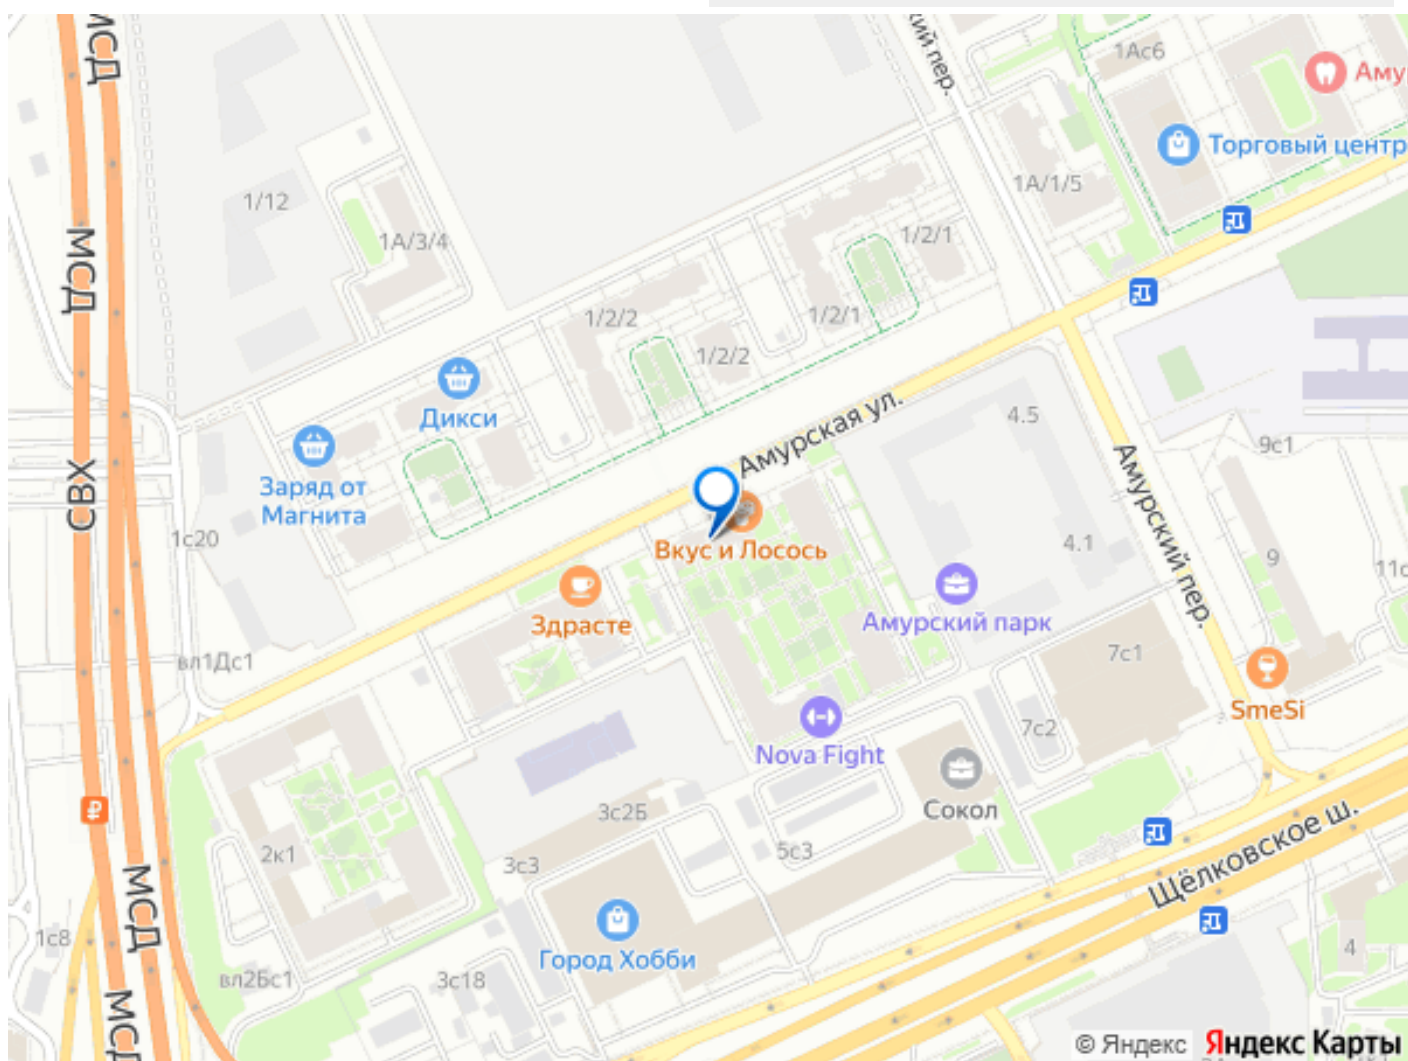 МСД
кий пер.
1Ас6
Аму
Торговый центр
1/12
1А/1/5
1А/3/4
1/2/1
МСД
1/2/2
1/2/1
1/2/2
Дикси
Амурская ул.
4.5
9с1
Заряд от
Магнита
СВХ
Амурский пер.
1с20
Вкус и Лосось
4.1
9
11с
Здрасте
Амурский парк
вл1Дс1
7с1
SmeSi
7с2
Nova Fight
3с2Б
Сокол
Щёлковское ш.
2к1
3с3
5с3
МСД
1с8
Город Хобби
4
вл2Бс1
3с18
МСД
© Яндекс Яндекс Карты